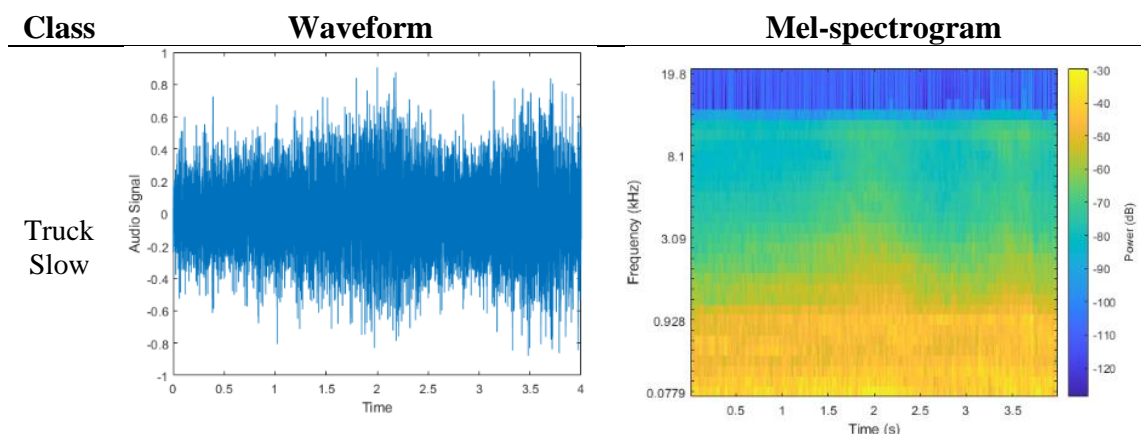 Class Waveform Mel-spectrogram
Truck
Slow
1
0.8
0.6
0.4
0.2
0
-0.2
-0.4
-0.6
-0.8
-1
Audio Signal
0 0.5 1 1.5 2 2.5 3 3.5 4
Time
19.8
8.1
3.09
0.928
0.0779
Frequency (kHz)
0.5 1 1.5 2 2.5 3 3.5
Time (s)
-30
-40
-50
-60
-70
-80
-90
-100
-110
-120
Power (dB)